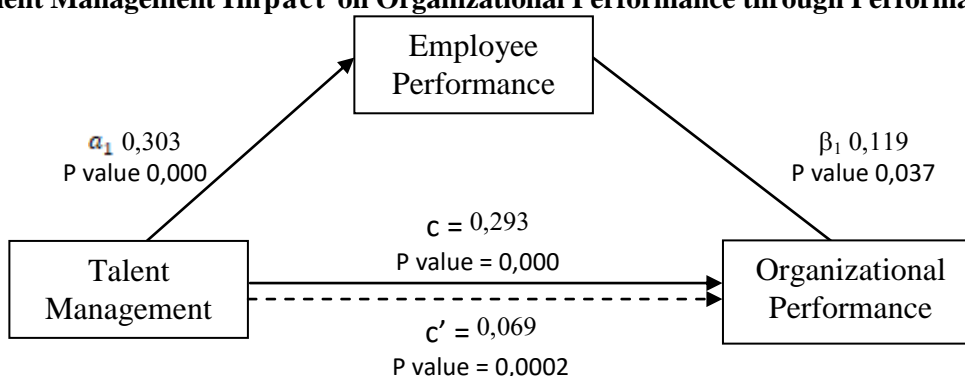 ent Management Impact on Organizational Performance through Performa
Employee
Performance
a₁ 0,303
P value 0,000
β₁ 0,119
P value 0,037
c = 0,293
P value = 0,000
Talent
Management
Organizational
Performance
c’ = 0,069
P value = 0,0002